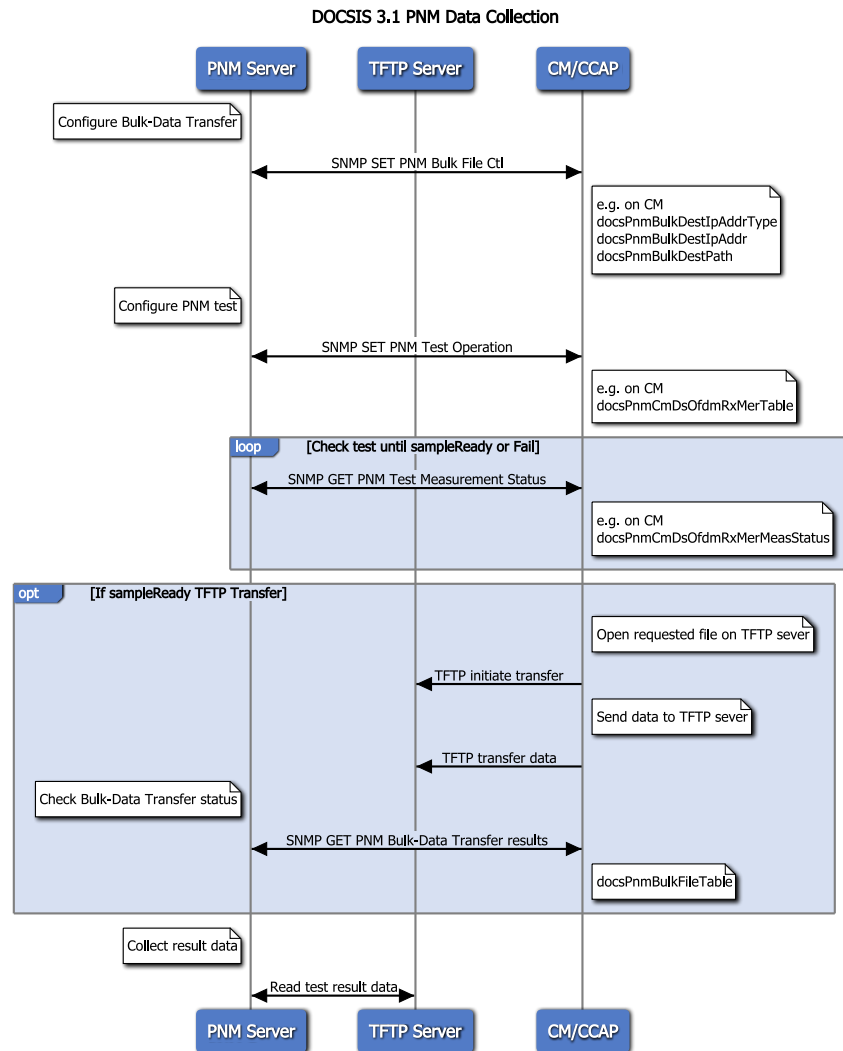 DOCSIS 3.1 PNM Data Collection
PNM Server
TFTP Server
CM/CCAP
Configure Bulk-Data Transfer
SNMP SET PNM Bulk File Ctl
e.g. on CM
docsPnmBulkDestIpAddrType
docsPnmBulkDestIpAddr
docsPnmBulkDestPath
Configure PNM test
SNMP SET PNM Test Operation
e.g. on CM
docsPnmCmDsOfdmRxMerTable
loop
[Check test until sampleReady or Fail]
SNMP GET PNM Test Measurement Status
e.g. on CM
docsPnmCmDsOfdmRxMerMeasStatus
opt
[If sampleReady TFTP Transfer]
Open requested file on TFTP sever
TFTP initiate transfer
Send data to TFTP sever
TFTP transfer data
Check Bulk-Data Transfer status
SNMP GET PNM Bulk-Data Transfer results
docsPnmBulkFileTable
Collect result data
Read test result data
PNM Server
TFTP Server
CM/CCAP